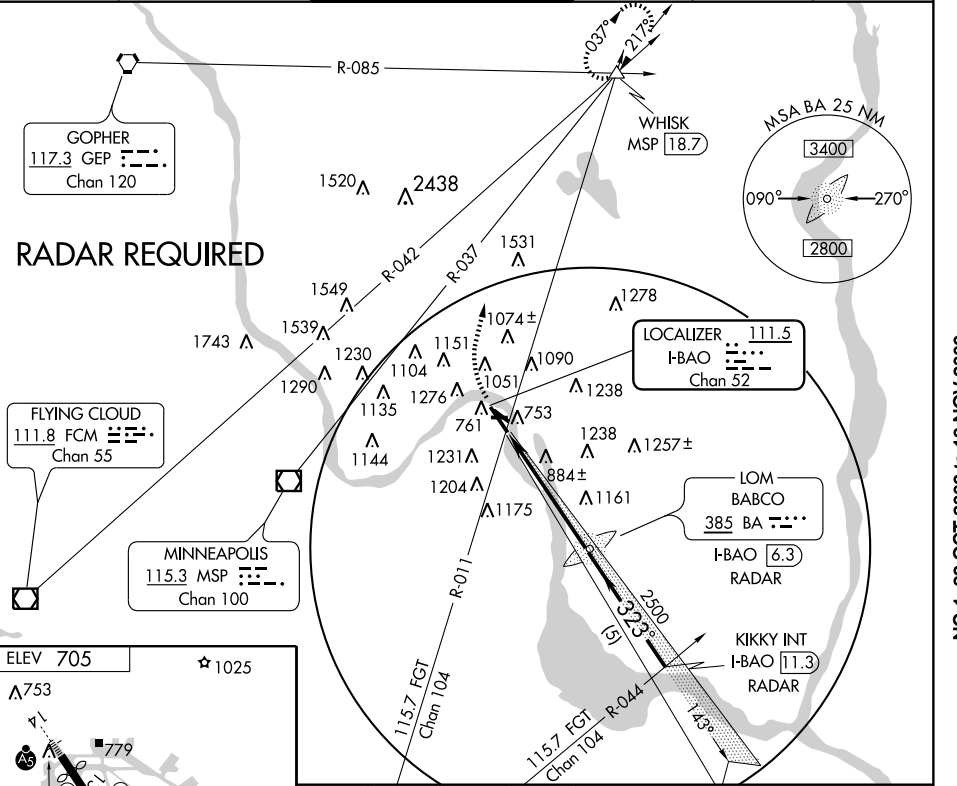 037°
217°
R-085
WHISK
MSP 18.7
MSA BA 25 NM
3400
090°
270°
2800
GOPHER
117.3 GEP
Chan 120
1520
2438
RADAR REQUIRED
R-042
R-037
1531
1549
1278
1539
1743
1074±
LOCALIZER 111.5
I-BAO
Chan 52
1230
1104
1151
1090
1290
1051
1276
1135
1238
761
753
FLYING CLOUD
111.8 FCM
Chan 55
1144
1231
1238
1257±
884±
1204
1161
1175
LOM
BABCO
385 BA
I-BAO 6.3
RADAR
MINNEAPOLIS
115.3 MSP
Chan 100
R-011
2500
323°
(5)
KIKKY INT
I-BAO 11.3
RADAR
115.7 FGT
Chan 104
R-044
115.7 FGT
Chan 104
143°
ELEV 705
1025
753
14
779
A5